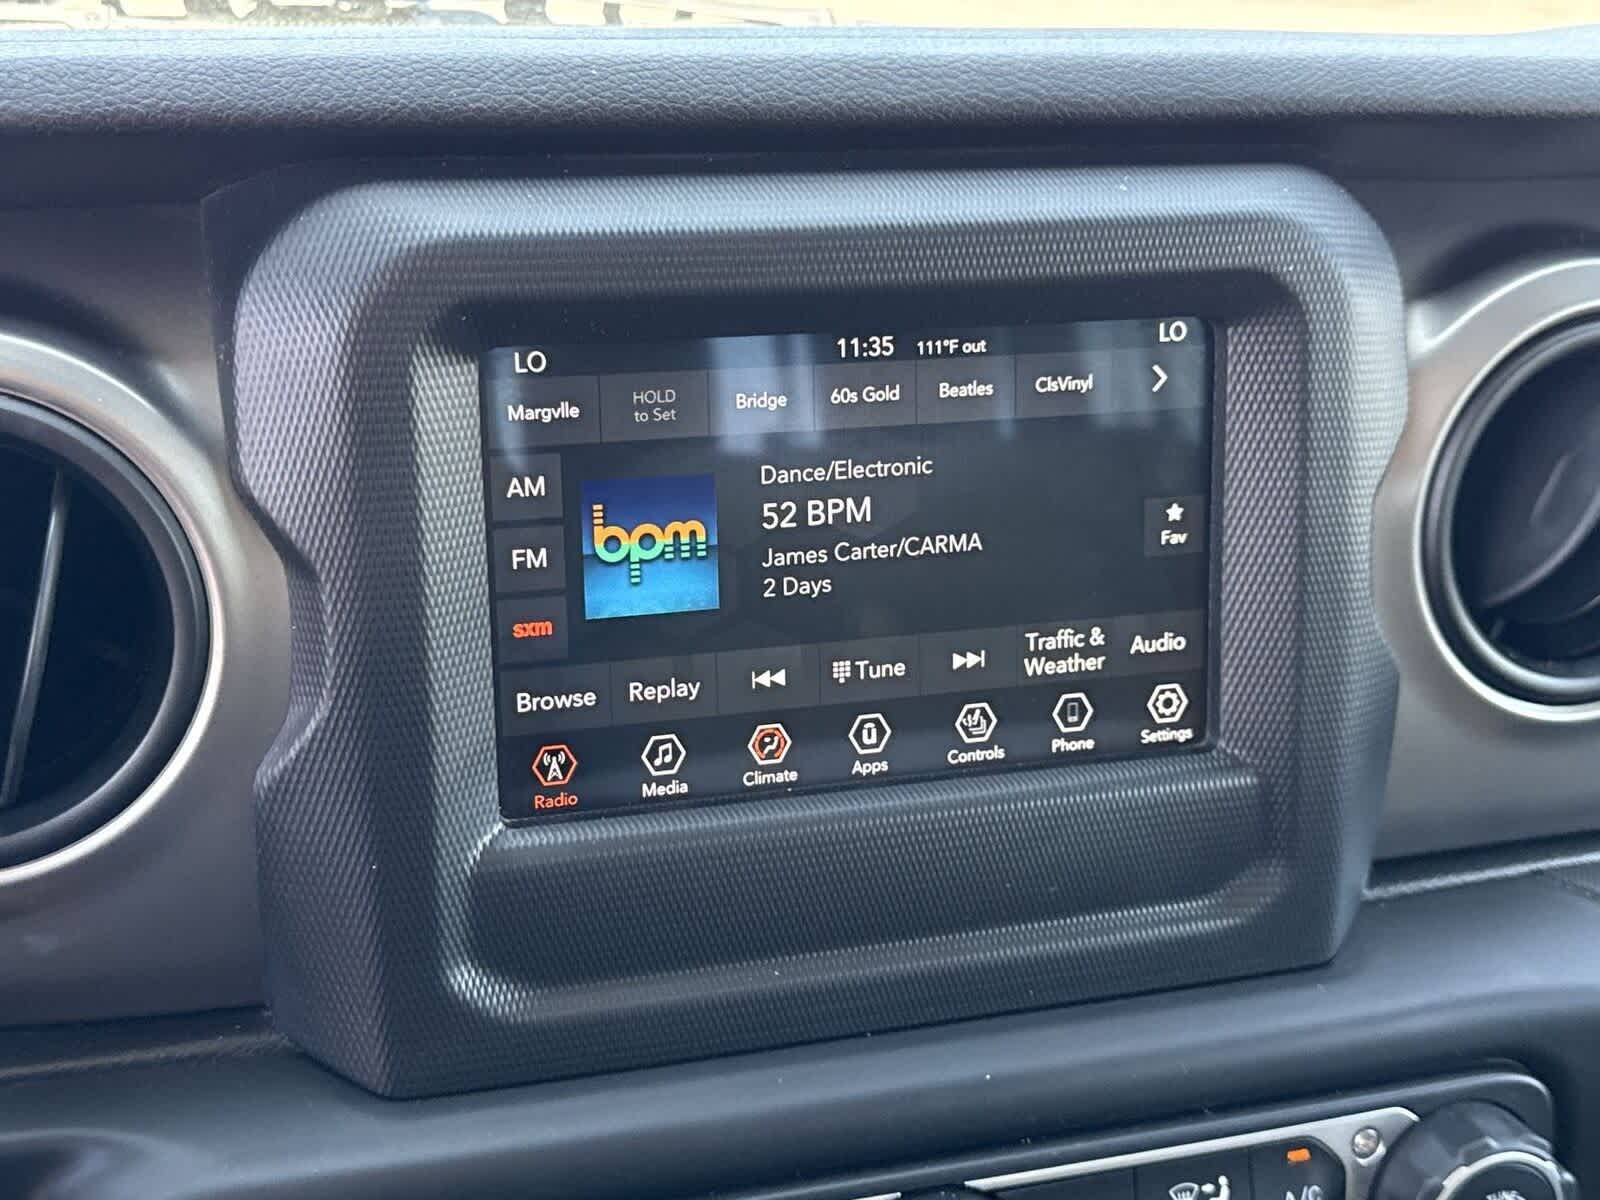 LO
11:35
111°F out
LO
Margvlle
HOLD
to Set
Bridge
60s Gold
Beatles
ClsVinyl
AM
FM
sxm
bpm
Dance/Electronic
52 BPM
James Carter/CARMA
2 Days
Fav
Browse
Replay
Tune
Traffic &
Weather
Audio
Radio
Media
Climate
Apps
Controls
Phone
Settings
A/C